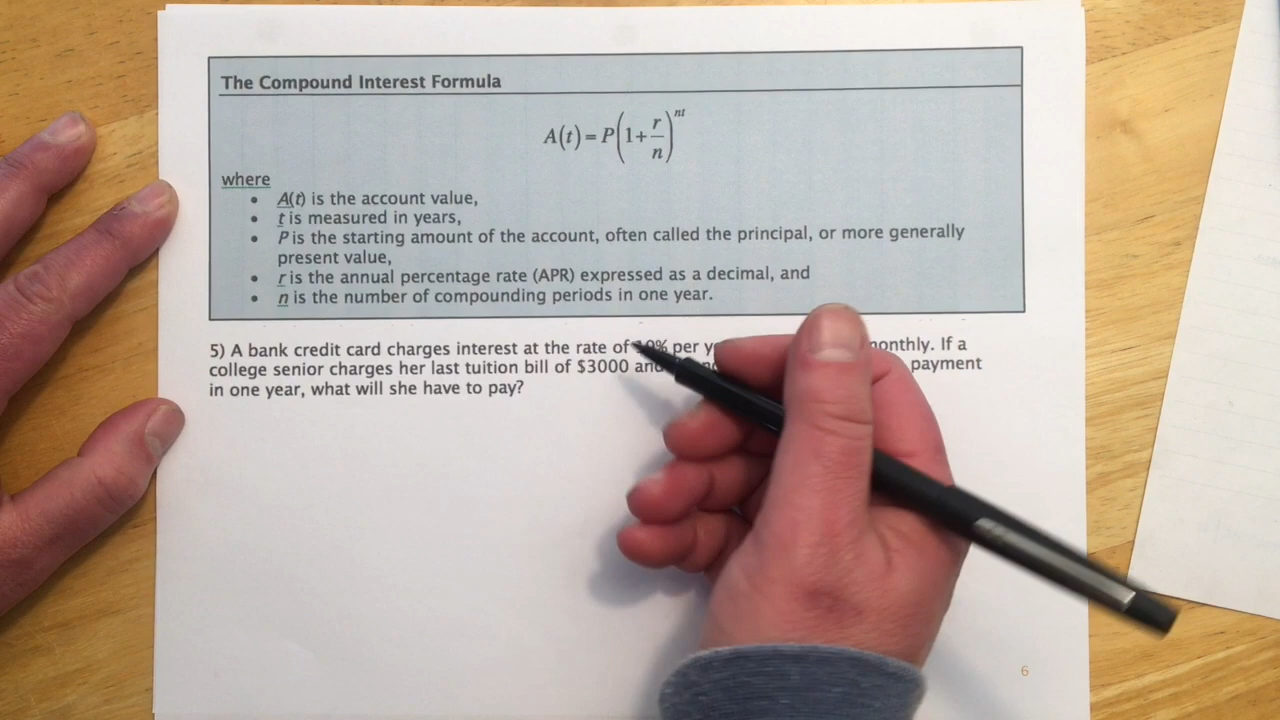 The Compound Interest Formula
A(t) = P(1 + r/n)^nt
where
• A(t) is the account value,
• t is measured in years,
• P is the starting amount of the account, often called the principal, or more generally
present value,
• r is the annual percentage rate (APR) expressed as a decimal, and
• n is the number of compounding periods in one year.
5) A bank credit card charges interest at the rate of per monthly. If a
college senior charges her last tuition bill of $3000 payment
in one year, what will she have to pay?
6